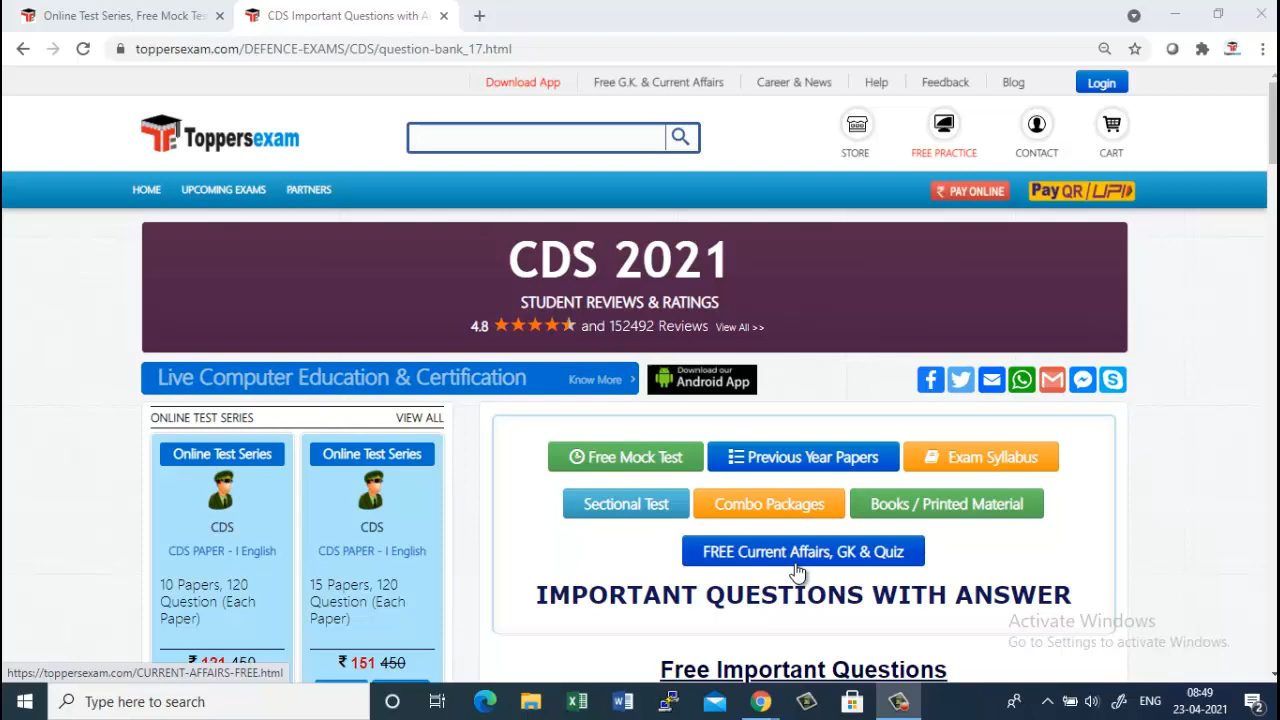 Online Test Series, Free Mock Tes
CDS Important Questions with A
toppersexam.com/DEFENCE-EXAMS/CDS/question-bank_17.html
Download App
Free G.K. & Current Affairs
Career & News
Help
Feedback
Blog
Login
Toppersexam
STORE
FREE PRACTICE
CONTACT
CART
HOME
UPCOMING EXAMS
PARTNERS
₹ PAY ONLINE
Pay QR / UPI
CDS 2021
STUDENT REVIEWS & RATINGS
4.8 and 152492 Reviews View All >>
Live Computer Education & Certification
Know More
Download our
Android App
ONLINE TEST SERIES
VIEW ALL
Online Test Series
CDS
CDS PAPER - I English
10 Papers, 120
Question (Each
Paper)
₹ 121 450
Online Test Series
CDS
CDS PAPER - I English
15 Papers, 120
Question (Each
Paper)
₹ 151 450
Free Mock Test
Previous Year Papers
Exam Syllabus
Sectional Test
Combo Packages
Books / Printed Material
FREE Current Affairs, GK & Quiz
IMPORTANT QUESTIONS WITH ANSWER
Free Important Questions
Activate Windows
Go to Settings to activate Windows.
https://toppersexam.com/CURRENT-AFFAIRS-FREE.html
Type here to search
ENG
08:49
23-04-2021
2